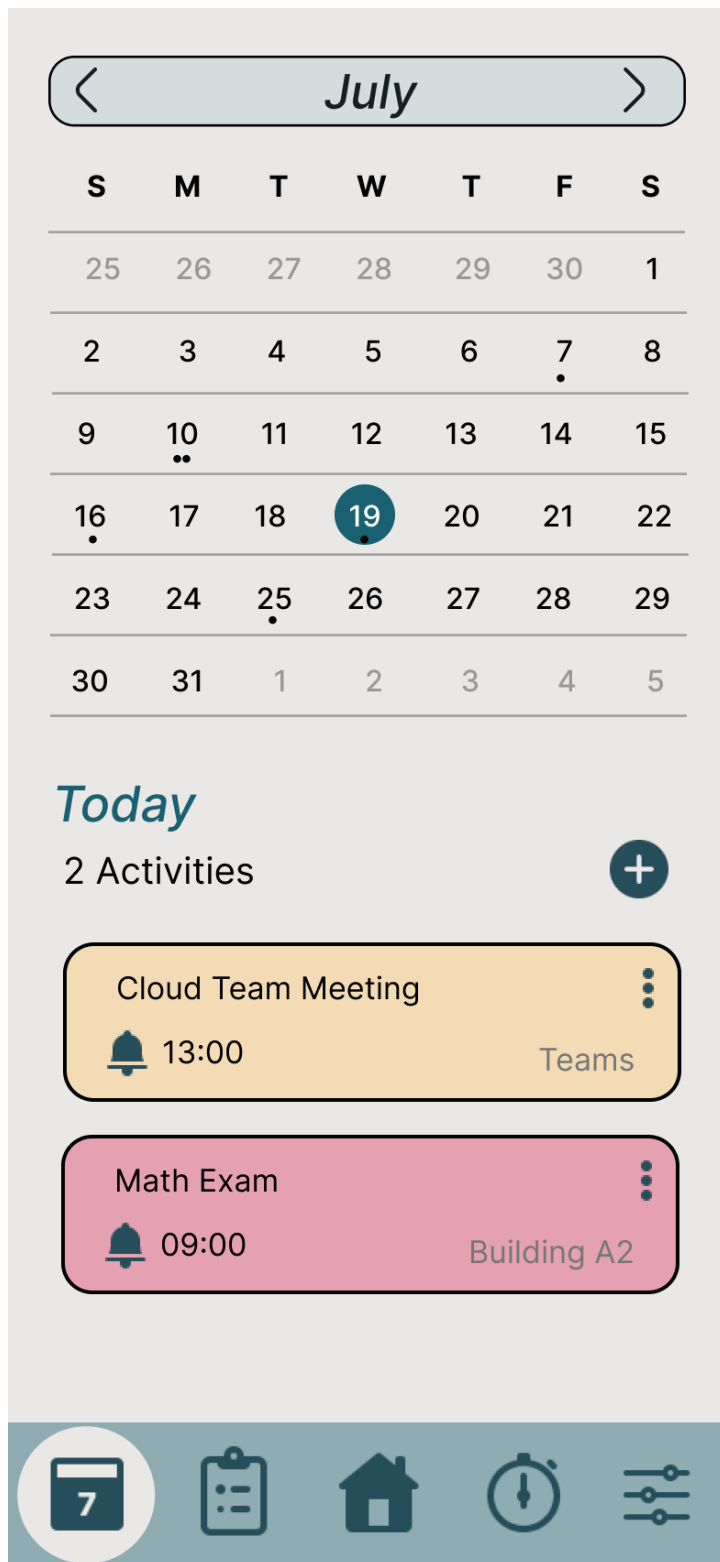 July
S M T W T F S
25 26 27 28 29 30 1
2 3 4 5 6 7 8
9 10 11 12 13 14 15
16 17 18 19 20 21 22
23 24 25 26 27 28 29
30 31 1 2 3 4 5
Today
2 Activities
Cloud Team Meeting
13:00 Teams
Math Exam
09:00 Building A2
7